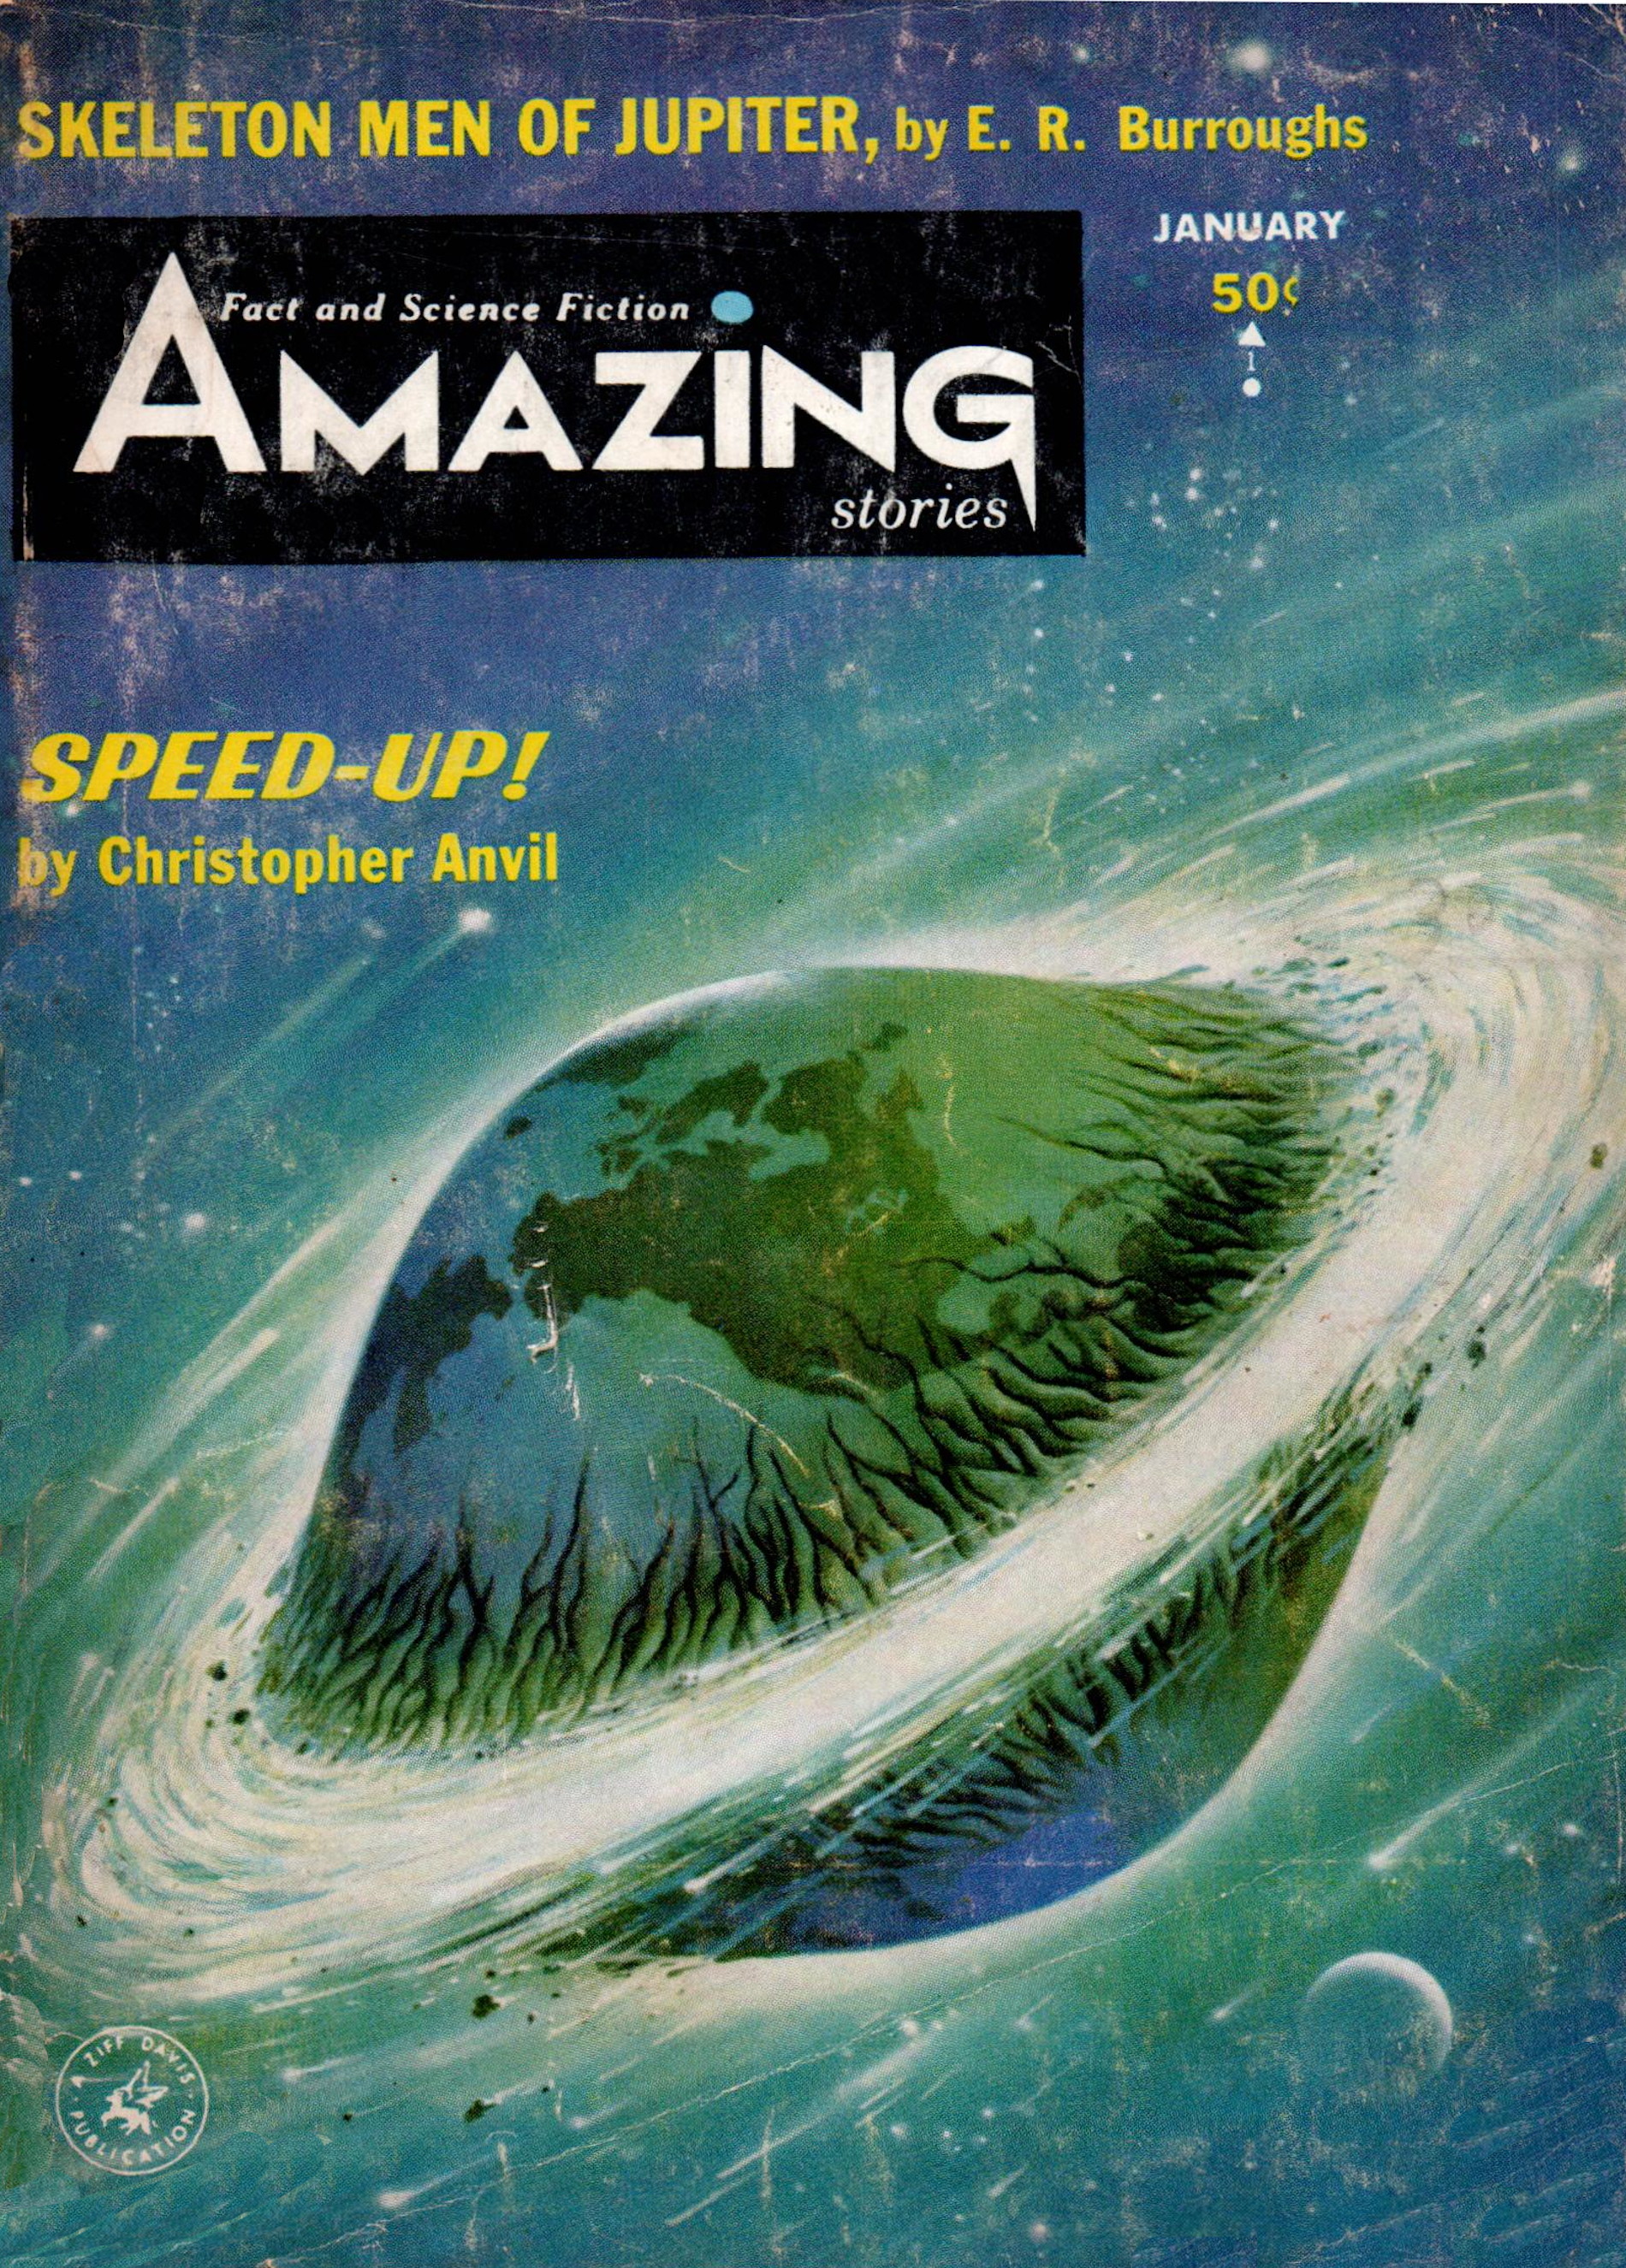 SKELETON MEN OF JUPITER, by E. R. Burroughs
JANUARY
50¢
1
Fact and Science Fiction
AMAZING
stories
SPEED-UP!
by Christopher Anvil
A ZIFF DAVIS
PUBLICATION